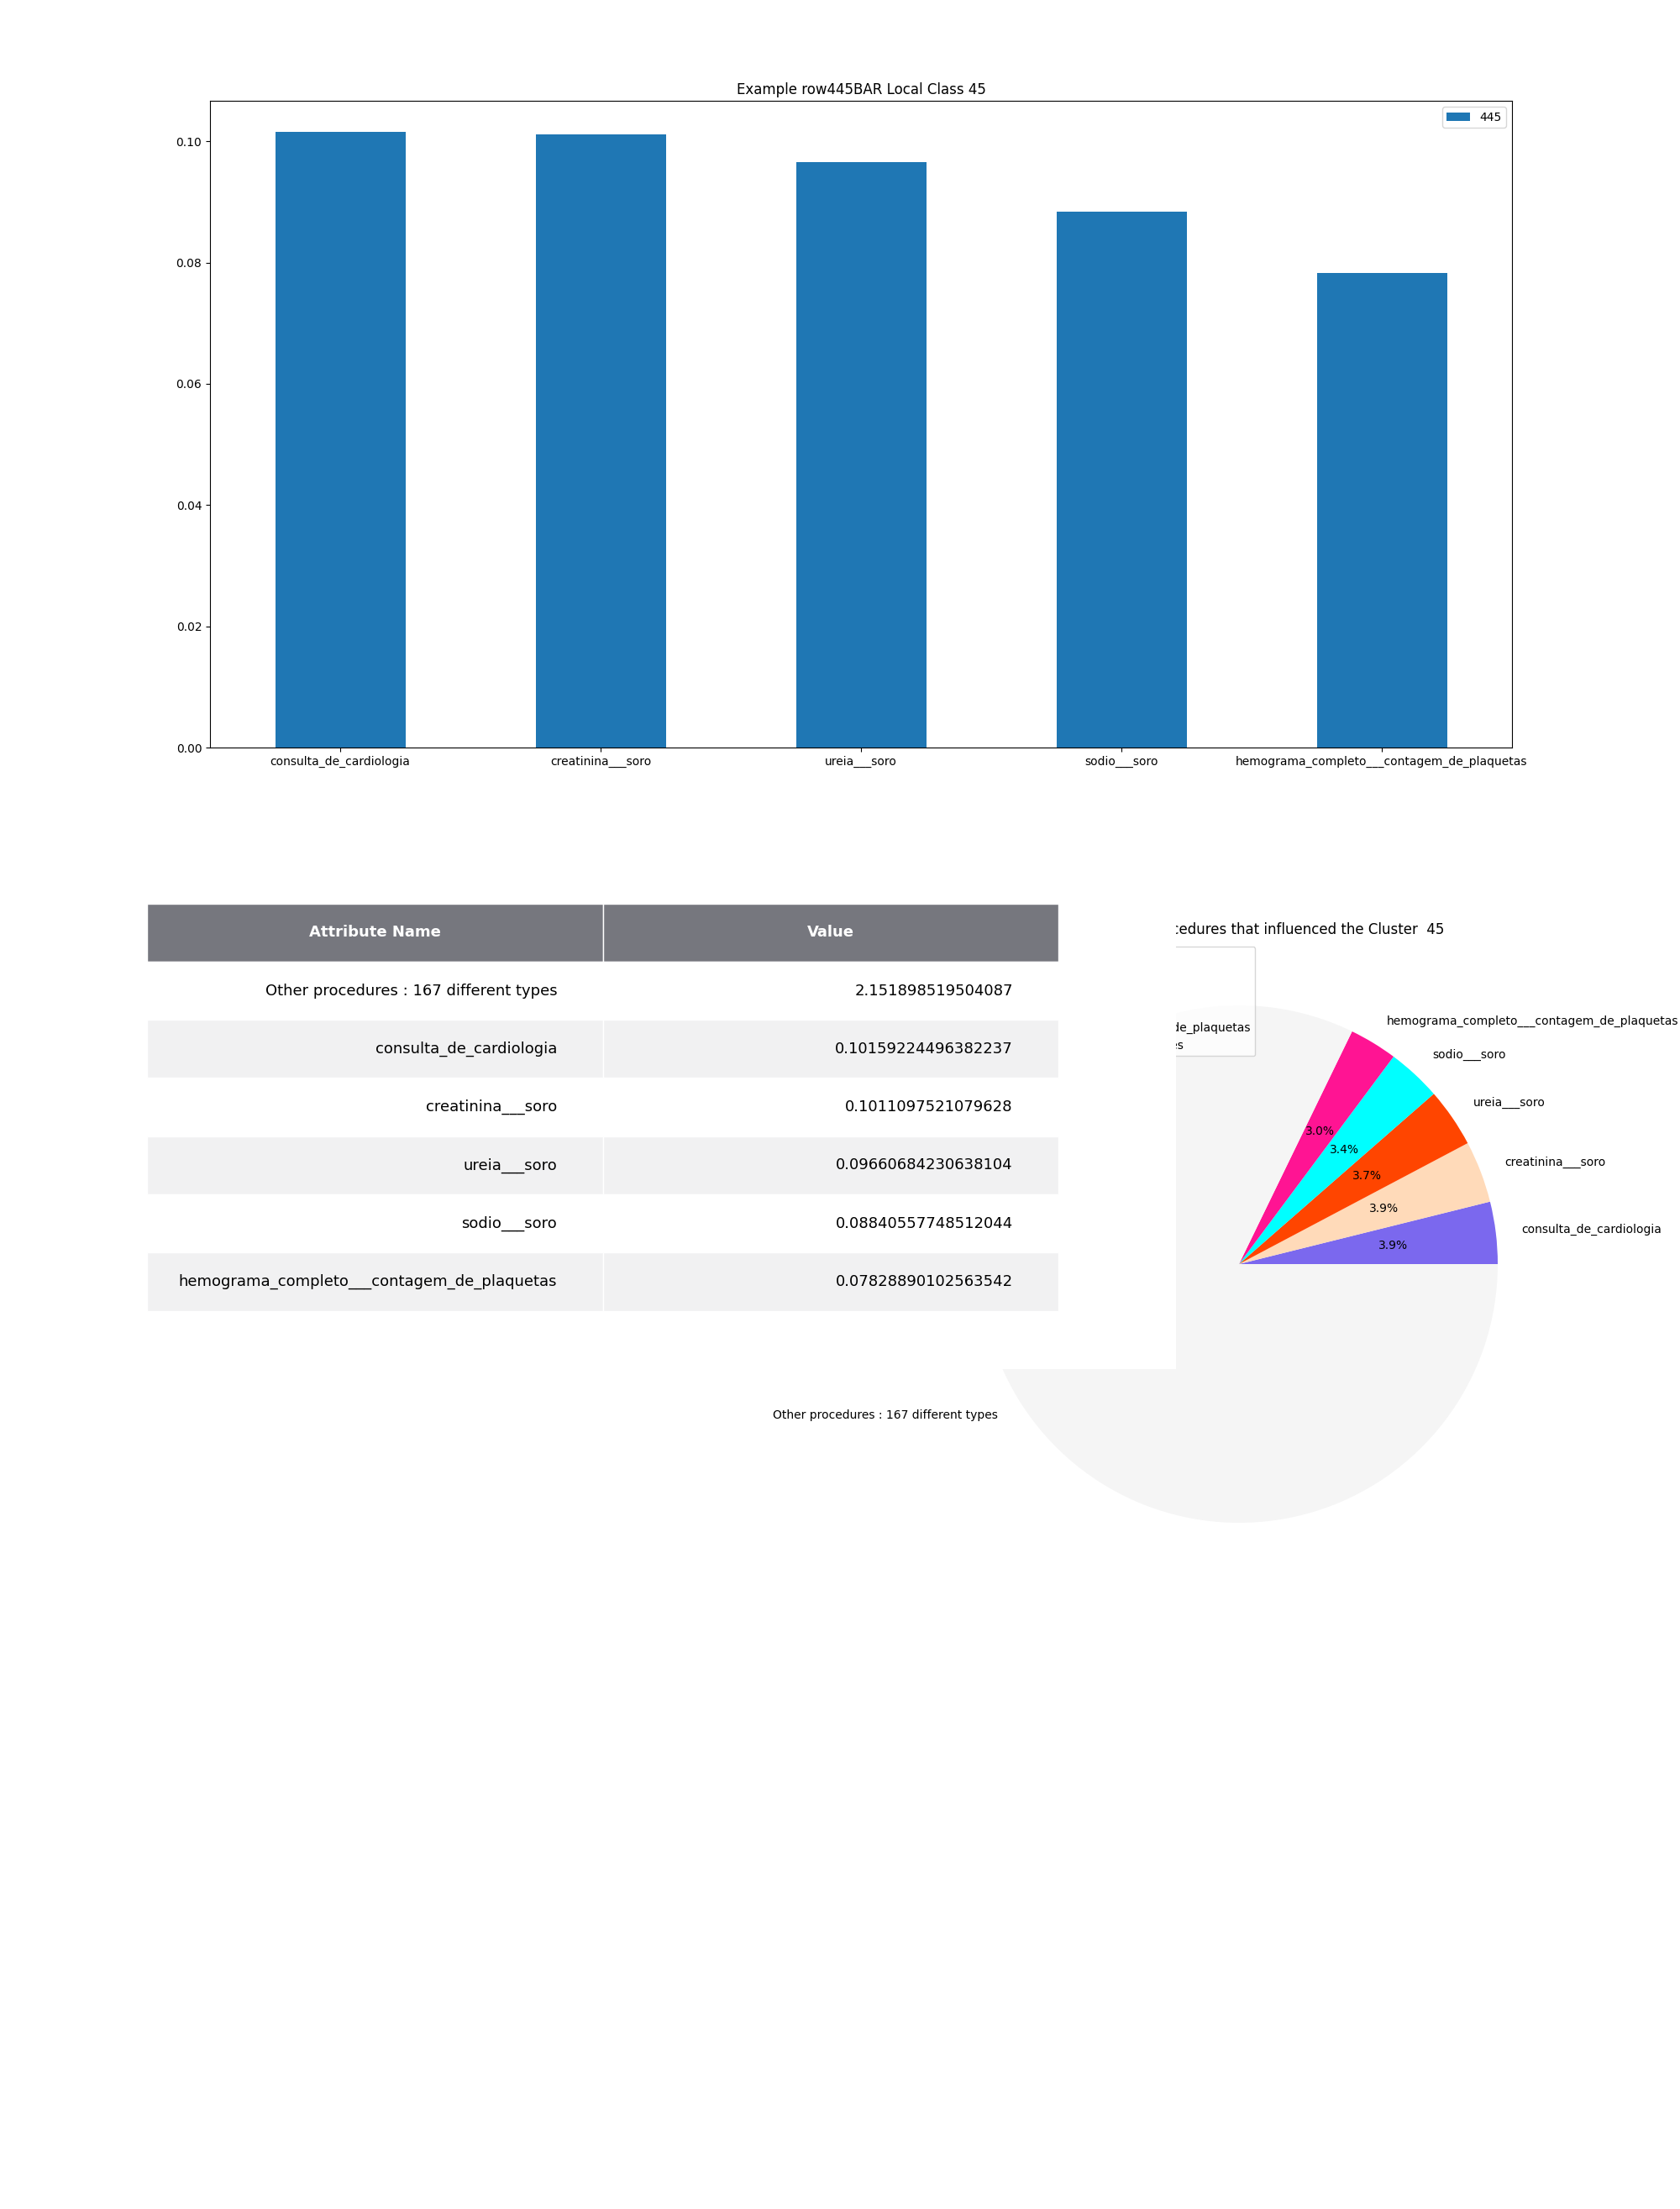 Example row445BAR Local Class 45
445
0.10
0.08
0.06
0.04
0.02
0.00
consulta_de_cardiologia
creatinina___soro
ureia___soro
sodio___soro
hemograma_completo___contagem_de_plaquetas
Attribute Name Value
Other procedures : 167 different types 2.151898519504087
consulta_de_cardiologia 0.10159224496382237
creatinina___soro 0.1011097521079628
ureia___soro 0.09660684230638104
sodio___soro 0.08840557748512044
hemograma_completo___contagem_de_plaquetas 0.07828890102563542
cedures that influenced the Cluster 45
de_plaquetas
es
hemograma_completo___contagem_de_plaquetas
sodio___soro
ureia___soro
creatinina___soro
consulta_de_cardiologia
3.0%
3.4%
3.7%
3.9%
3.9%
Other procedures : 167 different types